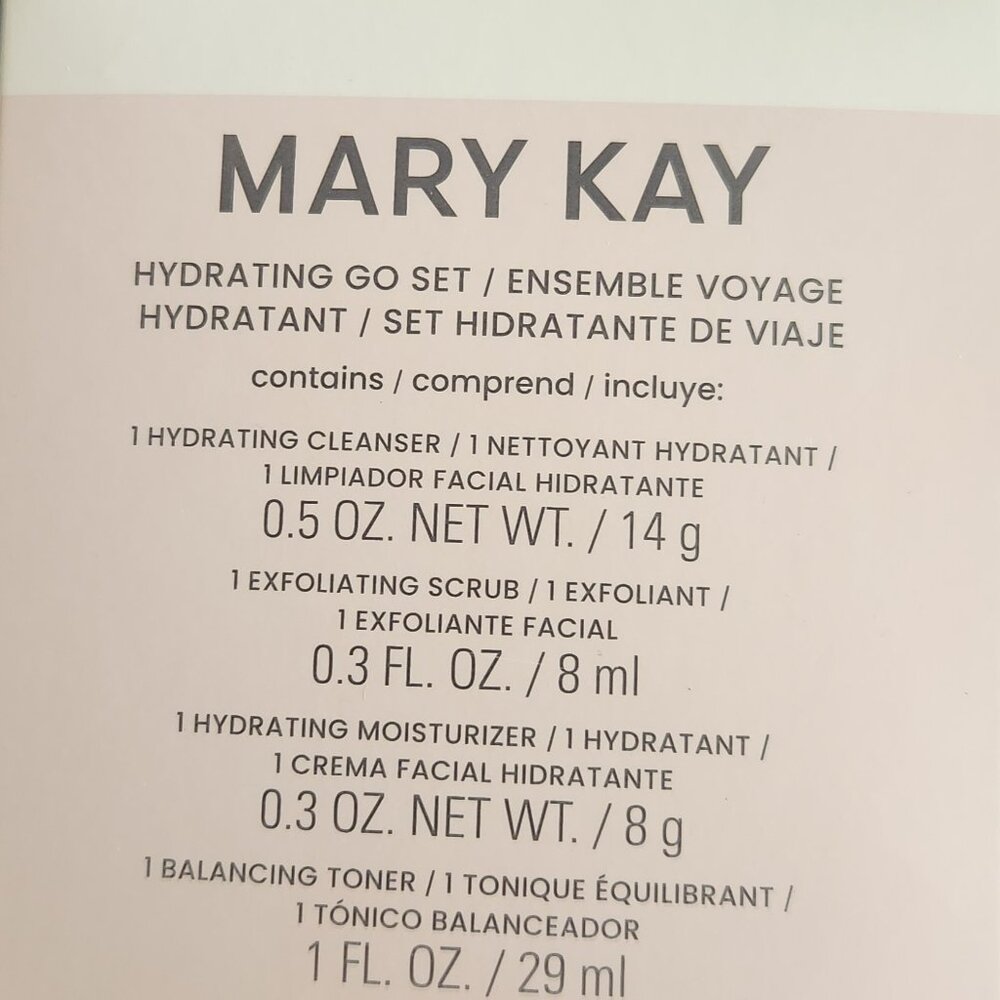 MARY KAY
HYDRATING GO SET / ENSEMBLE VOYAGE
HYDRATANT / SET HIDRATANTE DE VIAJE
contains / comprend / incluye:
1 HYDRATING CLEANSER / 1 NETTOYANT HYDRATANT /
1 LIMPIADOR FACIAL HIDRATANTE
0.5 OZ. NET WT. / 14 g
1 EXFOLIATING SCRUB / 1 EXFOLIANT /
1 EXFOLIANTE FACIAL
0.3 FL. OZ. / 8 ml
1 HYDRATING MOISTURIZER / 1 HYDRATANT /
1 CREMA FACIAL HIDRATANTE
0.3 OZ. NET WT. / 8 g
1 BALANCING TONER / 1 TONIQUE ÉQUILIBRANT /
1 TÓNICO BALANCEADOR
1 FL. OZ. / 29 ml